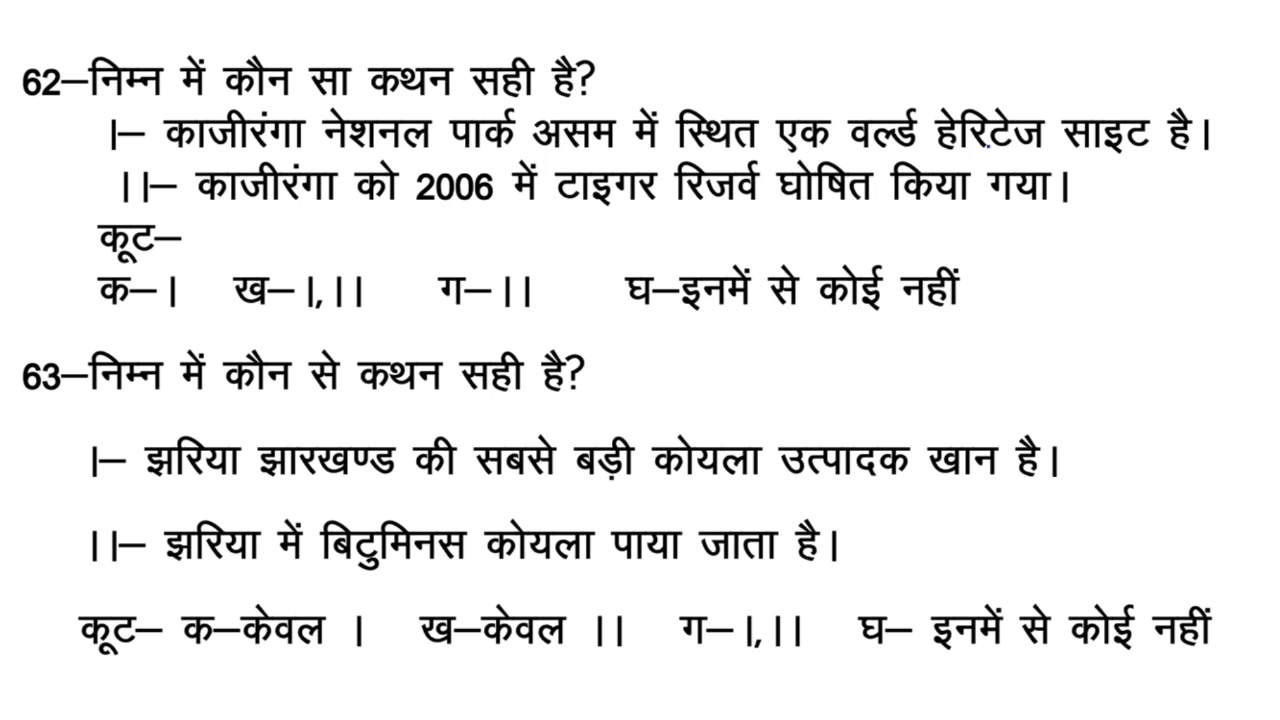 62–निम्न में कौन सा कथन सही है?
I– काजीरंगा नेशनल पार्क असम में स्थित एक वर्ल्ड हेरिटेज साइट है।
II– काजीरंगा को 2006 में टाइगर रिजर्व घोषित किया गया।
कूट–
क–I ख–I,II ग–II घ–इनमें से कोई नहीं
63–निम्न में कौन से कथन सही है?
I– झरिया झारखण्ड की सबसे बड़ी कोयला उत्पादक खान है।
II– झरिया में बिटुमिनस कोयला पाया जाता है।
कूट– क–केवल I ख–केवल II ग–I,II घ– इनमें से कोई नहीं